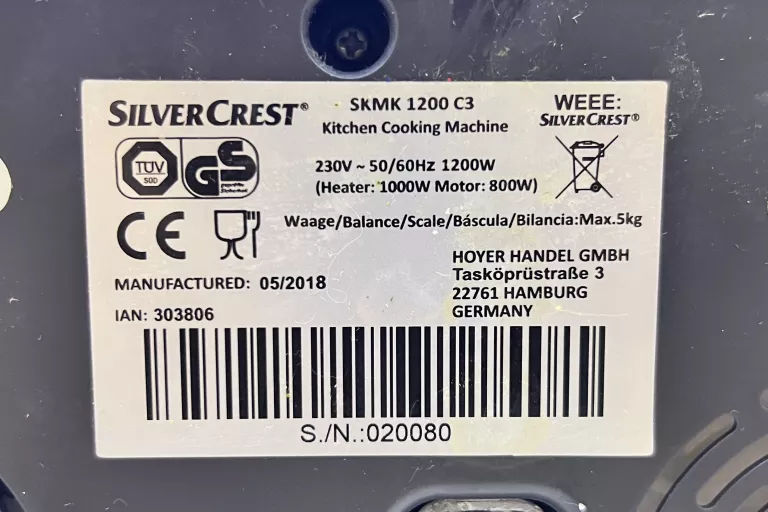 SILVERCREST®
SKMK 1200 C3
Kitchen Cooking Machine
WEEE:
SILVERCREST®
TÜV
SÜD
GS
geprüfte
Sicherheit
230V ~ 50/60Hz 1200W
(Heater: 1000W Motor: 800W)
CE
Waage/Balance/Scale/Báscula/Bilancia:Max.5kg
HOYER HANDEL GMBH
Tasköprüstraße 3
22761 HAMBURG
GERMANY
MANUFACTURED: 05/2018
IAN: 303806
S./N.:020080